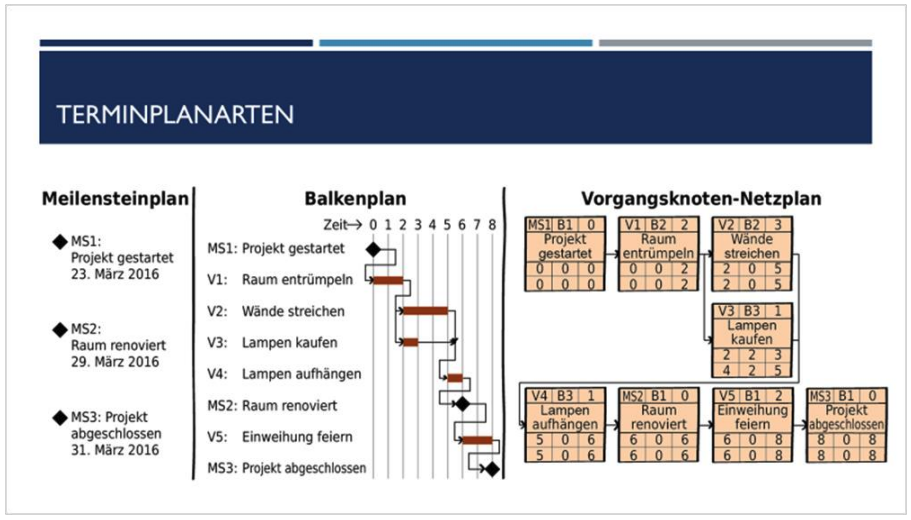 TERMINPLANARTEN
Meilensteinplan
MS1:
Projekt gestartet
23. März 2016
MS2:
Raum renoviert
29. März 2016
MS3: Projekt
abgeschlossen
31. März 2016
Balkenplan
Zeit→ 0 1 2 3 4 5 6 7 8
MS1: Projekt gestartet
V1: Raum entrümpeln
V2: Wände streichen
V3: Lampen kaufen
V4: Lampen aufhängen
MS2: Raum renoviert
V5: Einweihung feiern
MS3: Projekt abgeschlossen
Vorgangsknoten-Netzplan
MS1 B1 0
Projekt
gestartet
0 0 0
0 0 0
V1 B2 2
Raum
entrümpeln
0 0 2
0 0 2
V2 B2 3
Wände
streichen
2 0 5
2 0 5
V3 B3 1
Lampen
kaufen
2 2 3
4 2 5
V4 B3 1
Lampen
aufhängen
5 0 6
5 0 6
MS2 B1 0
Raum
renoviert
6 0 6
6 0 6
V5 B1 2
Einweihung
feiern
6 0 8
6 0 8
MS3 B1 0
Projekt
abgeschlossen
8 0 8
8 0 8